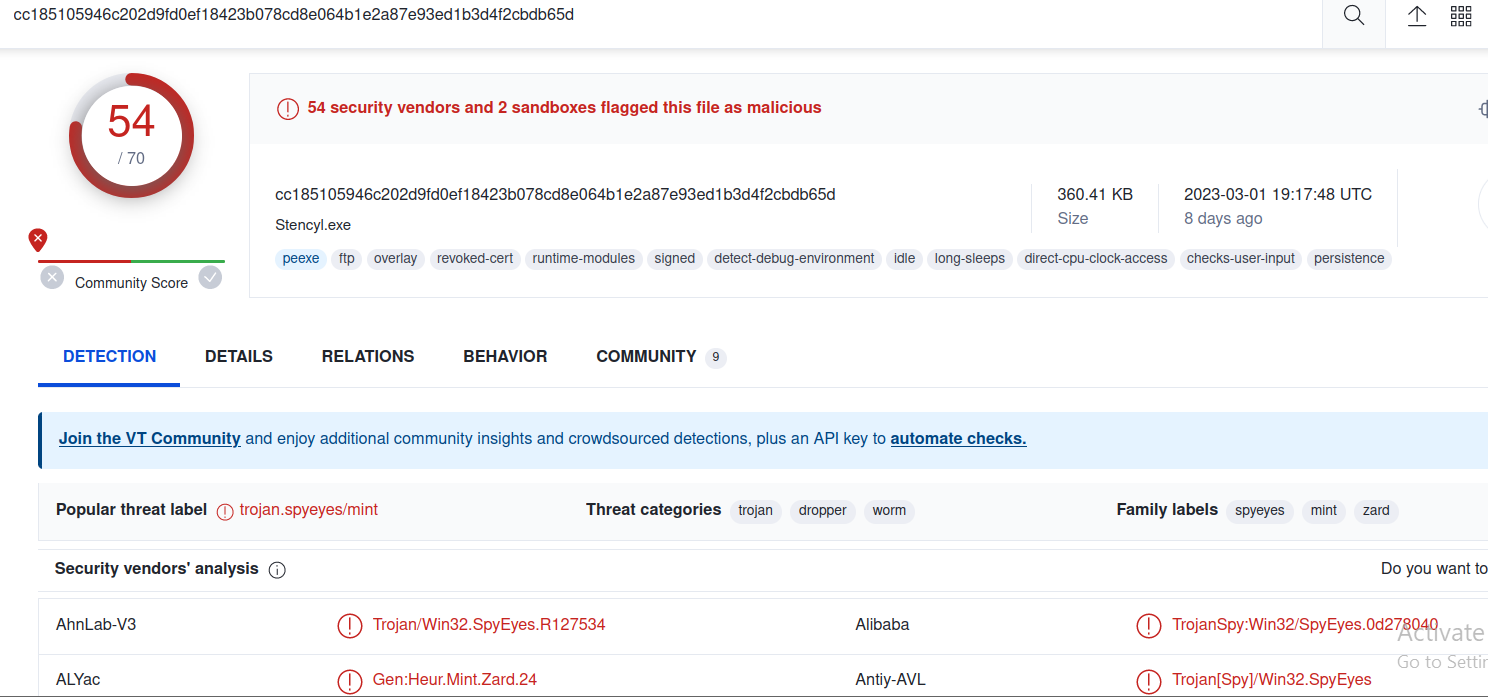 cc185105946c202d9fd0ef18423b078cd8e064b1e2a87e93ed1b3d4f2cbdb65d
54
/ 70
Community Score
54 security vendors and 2 sandboxes flagged this file as malicious
cc185105946c202d9fd0ef18423b078cd8e064b1e2a87e93ed1b3d4f2cbdb65d
Stencyl.exe
360.41 KB
Size
2023-03-01 19:17:48 UTC
8 days ago
peexe ftp overlay revoked-cert runtime-modules signed detect-debug-environment idle long-sleeps direct-cpu-clock-access checks-user-input persistence
DETECTION DETAILS RELATIONS BEHAVIOR COMMUNITY 9
Join the VT Community and enjoy additional community insights and crowdsourced detections, plus an API key to automate checks.
Popular threat label trojan.spyeyes/mint Threat categories trojan dropper worm Family labels spyeyes mint zard
Security vendors' analysis Do you want to
AhnLab-V3 Trojan/Win32.SpyEyes.R127534 Alibaba TrojanSpy:Win32/SpyEyes.0d278040
Activate
Go to Settin
ALYac Gen:Heur.Mint.Zard.24 Antiy-AVL Trojan[Spy]/Win32.SpyEyes